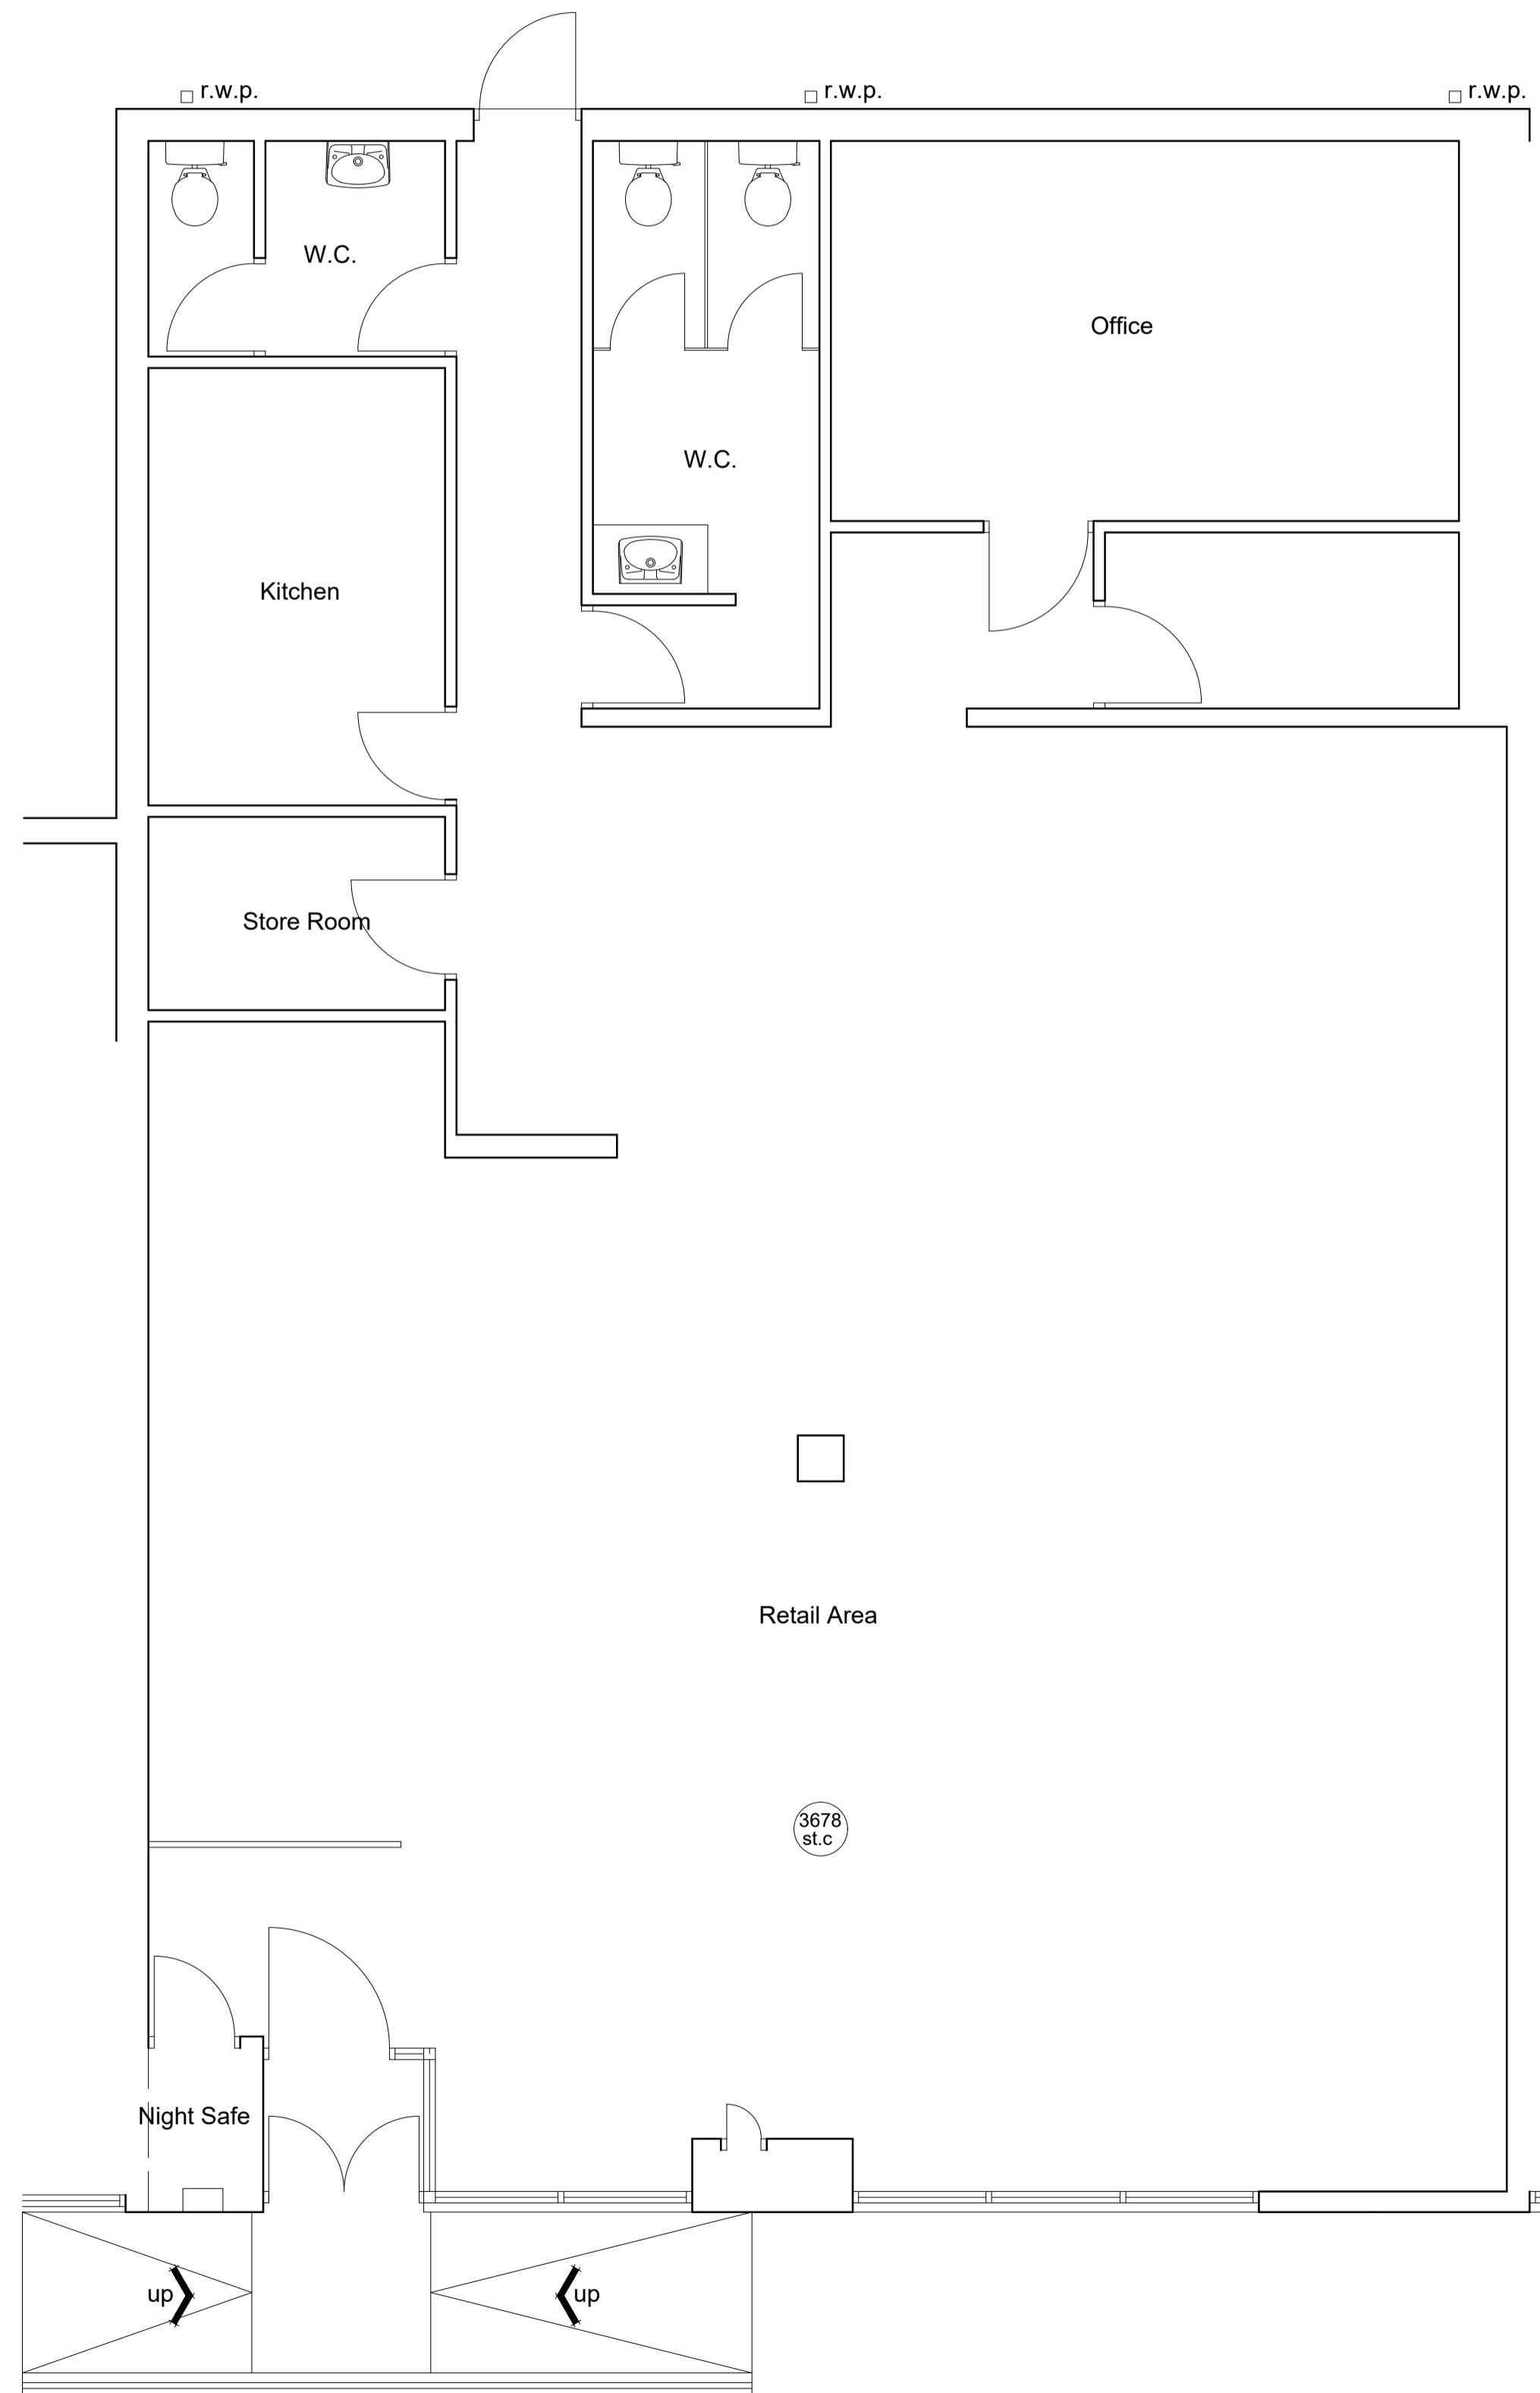 r.w.p.
r.w.p.
r.w.p.
W.C.
Office
W.C.
Kitchen
Store Room
Retail Area
3678
st.c
Night Safe
up
up